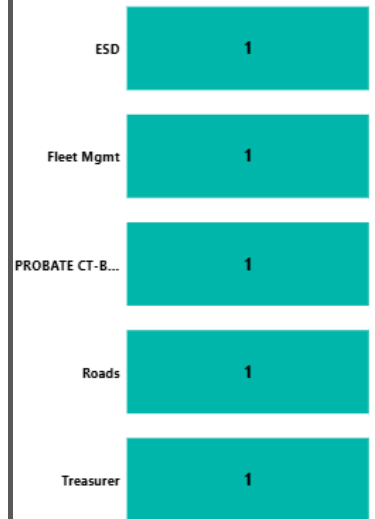 ESD 1
Fleet Mgmt 1
PROBATE CT-B... 1
Roads 1
Treasurer 1